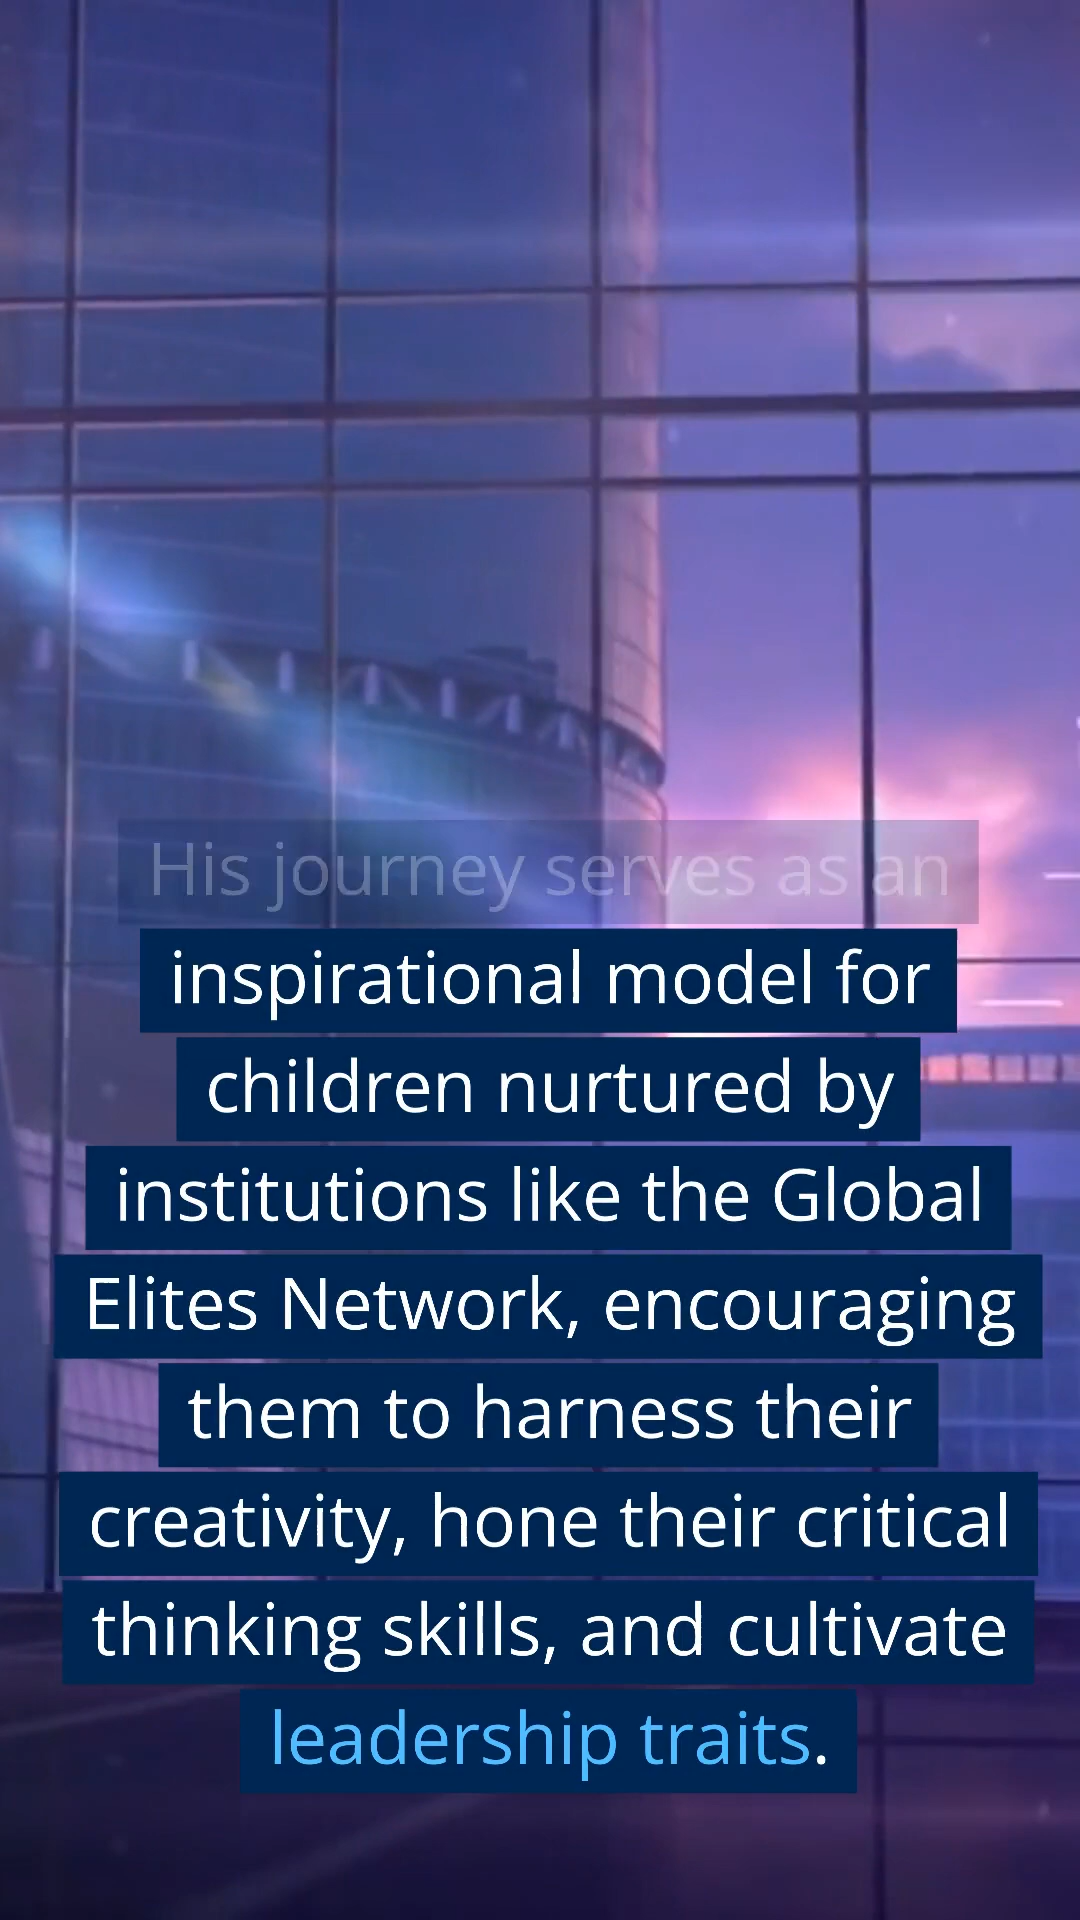 His journey serves as an
inspirational model for
children nurtured by
institutions like the Global
Elites Network, encouraging
them to harness their
creativity, hone their critical
thinking skills, and cultivate
leadership traits.